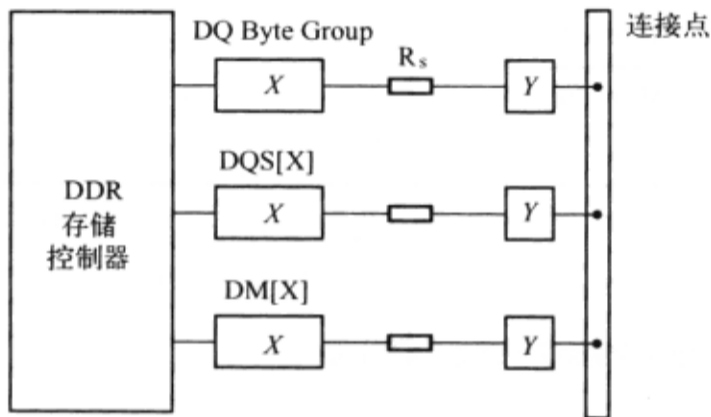 DQ Byte Group
连接点
X
Rs
Y
DQS[X]
X
Y
DDR
存储
控制器
DM[X]
X
Y